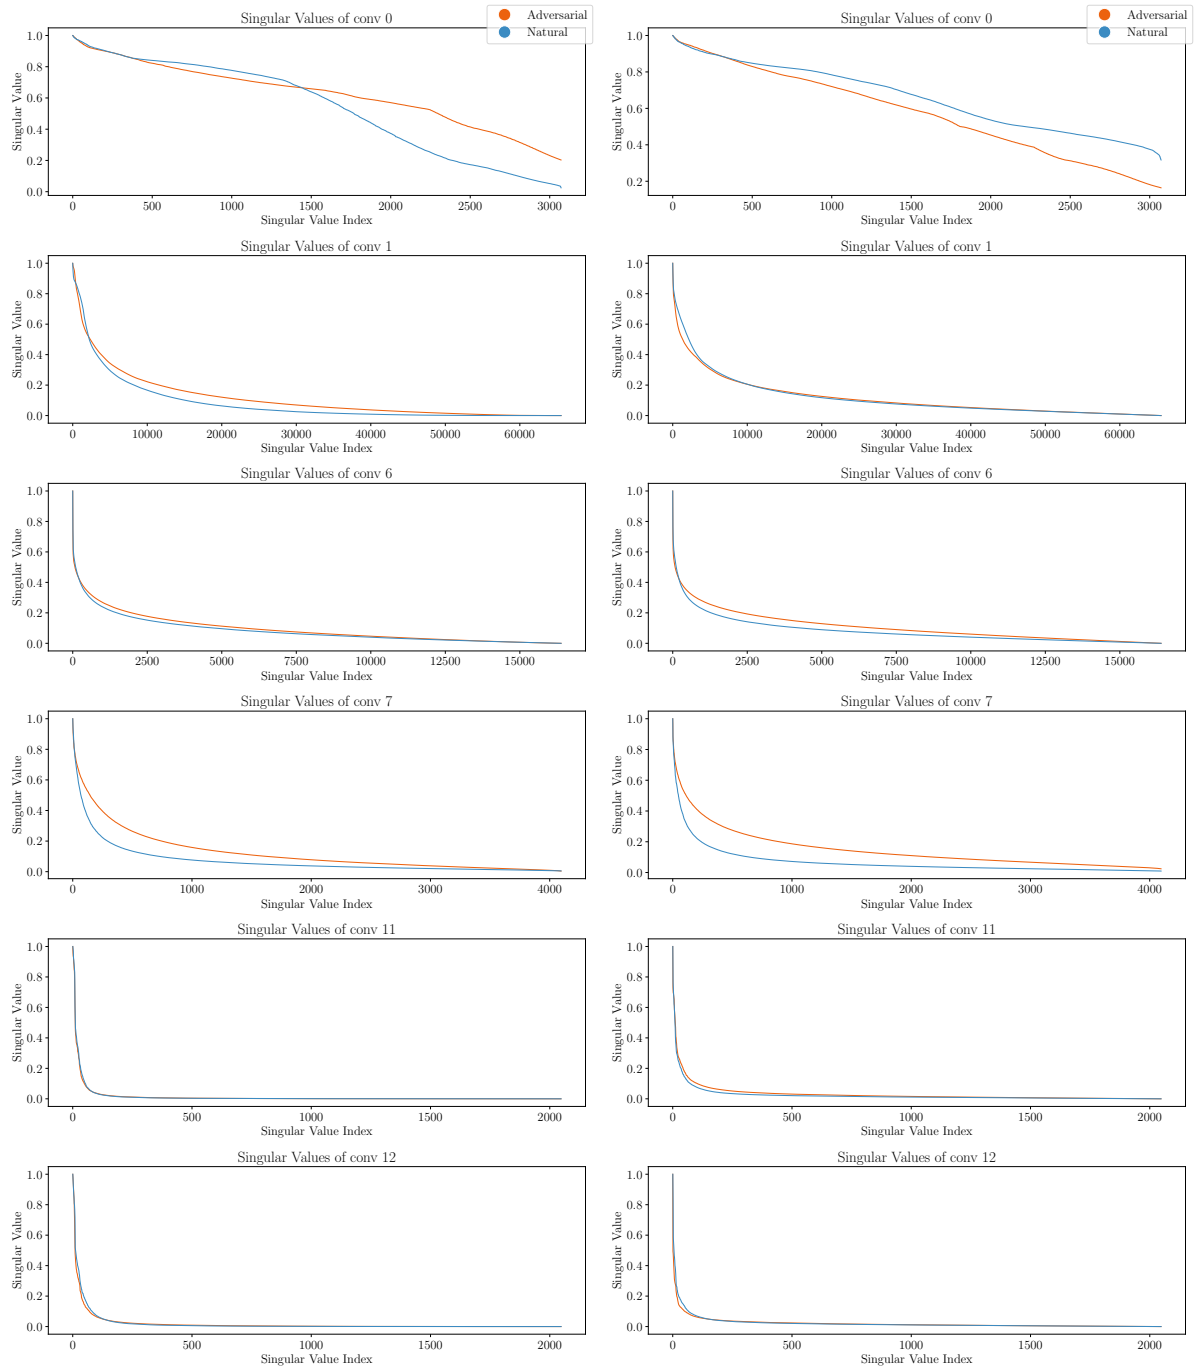 Singular Values of conv 0
Adversarial
Natural
1.0
0.8
0.6
0.4
0.2
0.0
Singular Value
0 500 1000 1500 2000 2500 3000
Singular Value Index
Singular Values of conv 0
Adversarial
Natural
1.0
0.8
0.6
0.4
0.2
Singular Value
0 500 1000 1500 2000 2500 3000
Singular Value Index
Singular Values of conv 1
1.0
0.8
0.6
0.4
0.2
0.0
Singular Value
0 10000 20000 30000 40000 50000 60000
Singular Value Index
Singular Values of conv 1
1.0
0.8
0.6
0.4
0.2
0.0
Singular Value
0 10000 20000 30000 40000 50000 60000
Singular Value Index
Singular Values of conv 6
1.0
0.8
0.6
0.4
0.2
0.0
Singular Value
0 2500 5000 7500 10000 12500 15000
Singular Value Index
Singular Values of conv 6
1.0
0.8
0.6
0.4
0.2
0.0
Singular Value
0 2500 5000 7500 10000 12500 15000
Singular Value Index
Singular Values of conv 7
1.0
0.8
0.6
0.4
0.2
0.0
Singular Value
0 1000 2000 3000 4000
Singular Value Index
Singular Values of conv 7
1.0
0.8
0.6
0.4
0.2
0.0
Singular Value
0 1000 2000 3000 4000
Singular Value Index
Singular Values of conv 11
1.0
0.8
0.6
0.4
0.2
0.0
Singular Value
0 500 1000 1500 2000
Singular Value Index
Singular Values of conv 11
1.0
0.8
0.6
0.4
0.2
0.0
Singular Value
0 500 1000 1500 2000
Singular Value Index
Singular Values of conv 12
1.0
0.8
0.6
0.4
0.2
0.0
Singular Value
0 500 1000 1500 2000
Singular Value Index
Singular Values of conv 12
1.0
0.8
0.6
0.4
0.2
0.0
Singular Value
0 500 1000 1500 2000
Singular Value Index